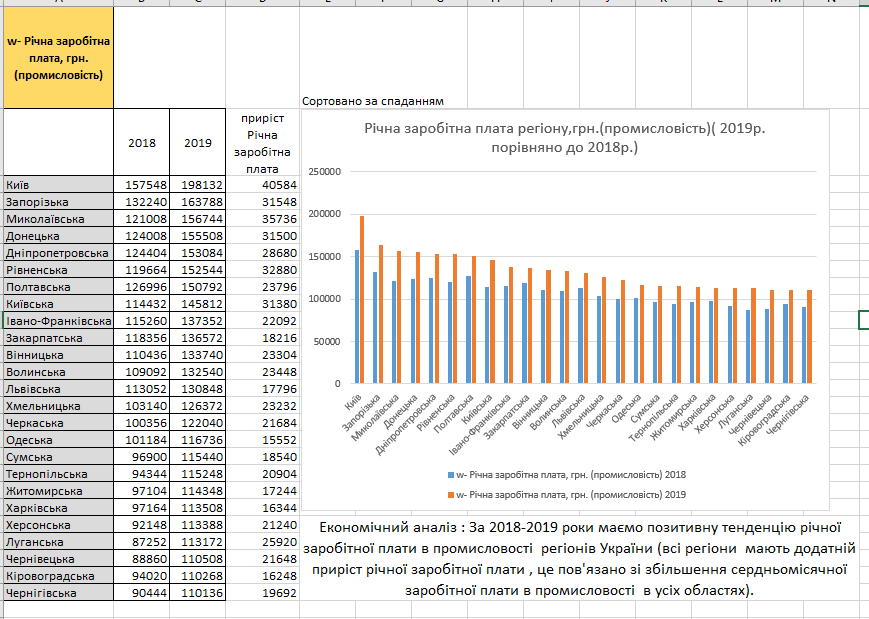 w- Річна заробітна
плата, грн.
(промисловість)
Сортовано за спаданням
2018 2019 приріст Річна заробітна плата
Київ 157548 198132 40584
Запорізька 132240 163788 31548
Миколаївська 121008 156744 35736
Донецька 124008 155508 31500
Дніпропетровська 124404 153084 28680
Рівненська 119664 152544 32880
Полтавська 126996 150792 23796
Київська 114432 145812 31380
Івано-Франківська 115260 137352 22092
Закарпатська 118356 136572 18216
Вінницька 110436 133740 23304
Волинська 109092 132540 23448
Львівська 113052 130848 17796
Хмельницька 103140 126372 23232
Черкаська 100356 122040 21684
Одеська 101184 116736 15552
Сумська 96900 115440 18540
Тернопільська 94344 115248 20904
Житомирська 97104 114348 17244
Харківська 97164 113508 16344
Херсонська 92148 113388 21240
Луганська 87252 113172 25920
Чернівецька 88860 110508 21648
Кіровоградська 94020 110268 16248
Чернігівська 90444 110136 19692
Річна заробітна плата регіону,грн.(промисловість)( 2019р.
порівняно до 2018р.)
250000
200000
150000
100000
50000
0
Київ
Запорізька
Миколаївська
Донецька
Дніпропетровська
Рівненська
Полтавська
Київська
Івано-Франківська
Закарпатська
Вінницька
Волинська
Львівська
Хмельницька
Черкаська
Одеська
Сумська
Тернопільська
Житомирська
Харківська
Херсонська
Луганська
Чернівецька
Кіровоградська
Чернігівська
w- Річна заробітна плата, грн. (промисловість) 2018
w- Річна заробітна плата, грн. (промисловість) 2019
Економічний аналіз : За 2018-2019 роки маємо позитивну тенденцію річної
заробітної плати в промисловості регіонів України (всі регіони мають додатній
приріст річної заробітної плати , це пов'язано зі збільшення сердньомісячної
заробітної плати в промисловості в усіх областях).